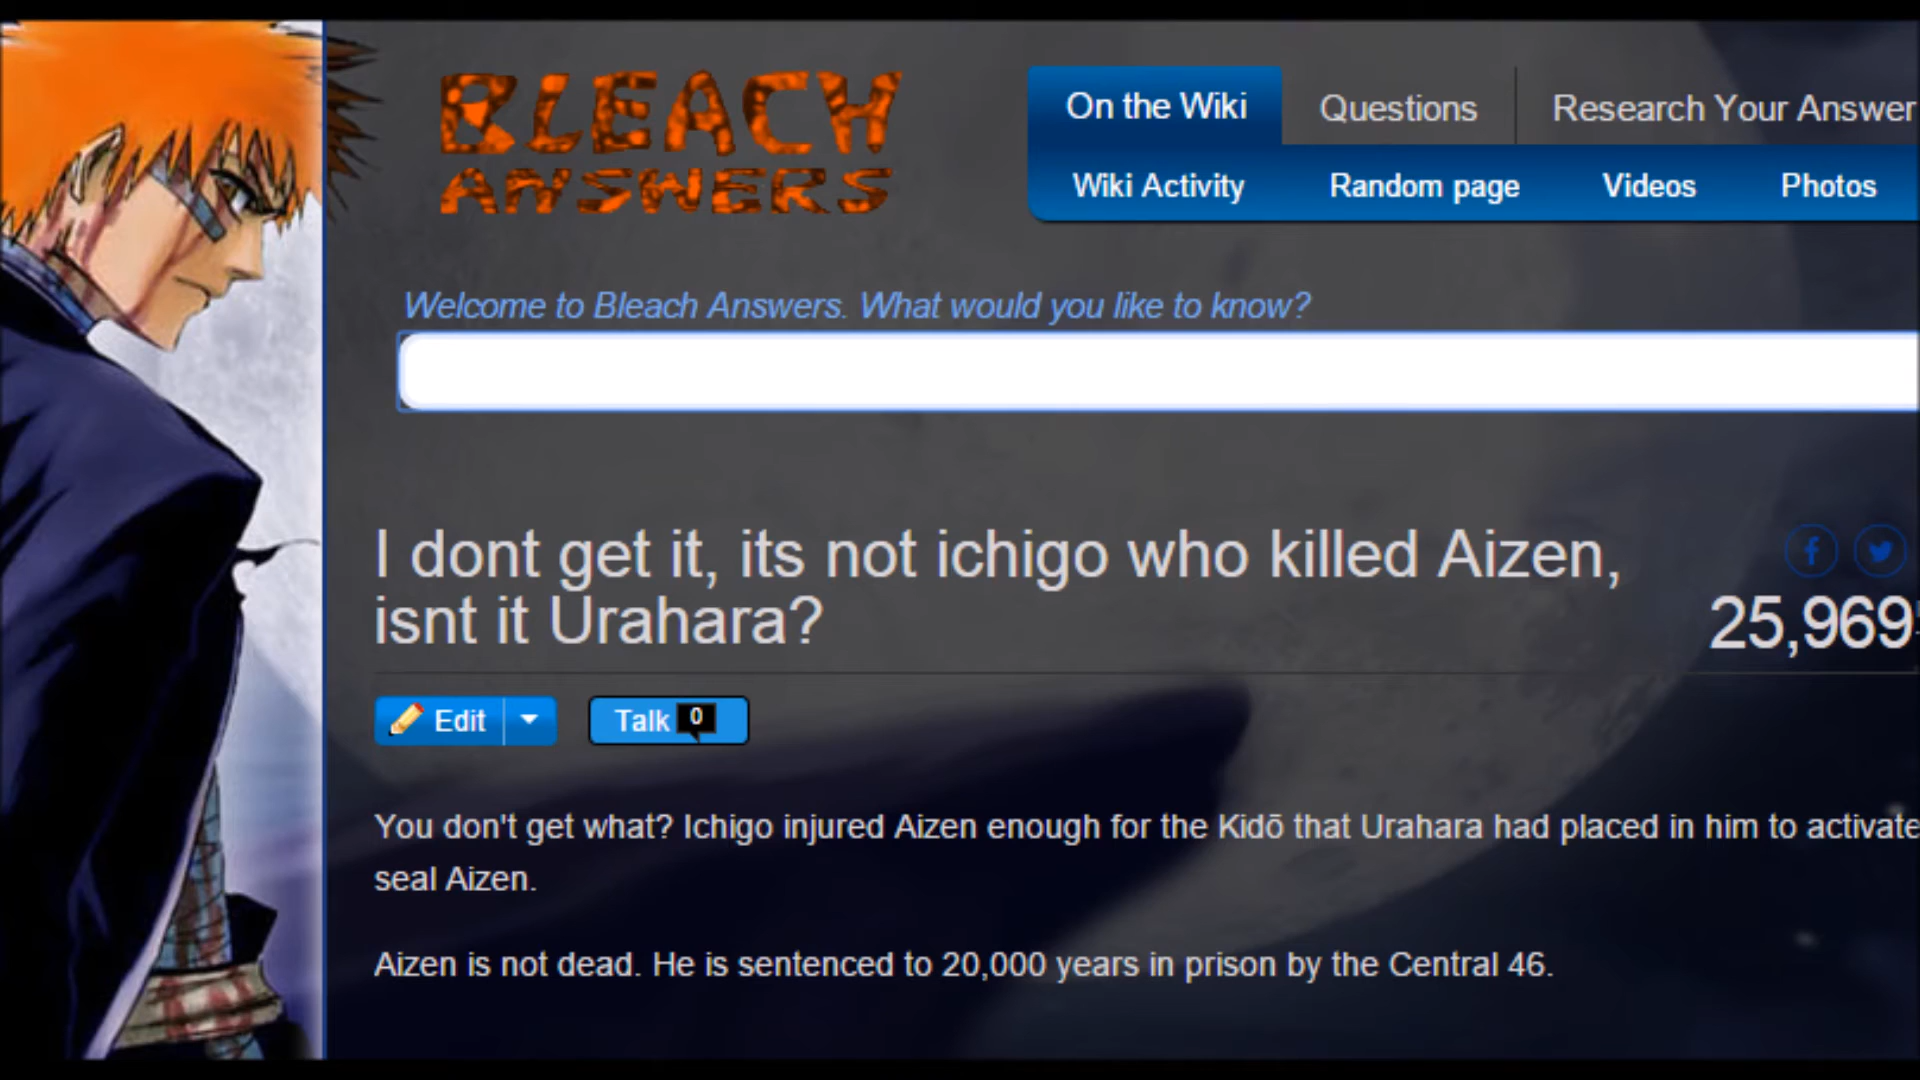 BLEACH
ANSWERS
On the Wiki
Questions
Research Your Answer
Wiki Activity
Random page
Videos
Photos
Welcome to Bleach Answers. What would you like to know?
I dont get it, its not ichigo who killed Aizen,
isnt it Urahara?
25,969
Edit
Talk 0
You don't get what? Ichigo injured Aizen enough for the Kidō that Urahara had placed in him to activate
seal Aizen.
Aizen is not dead. He is sentenced to 20,000 years in prison by the Central 46.